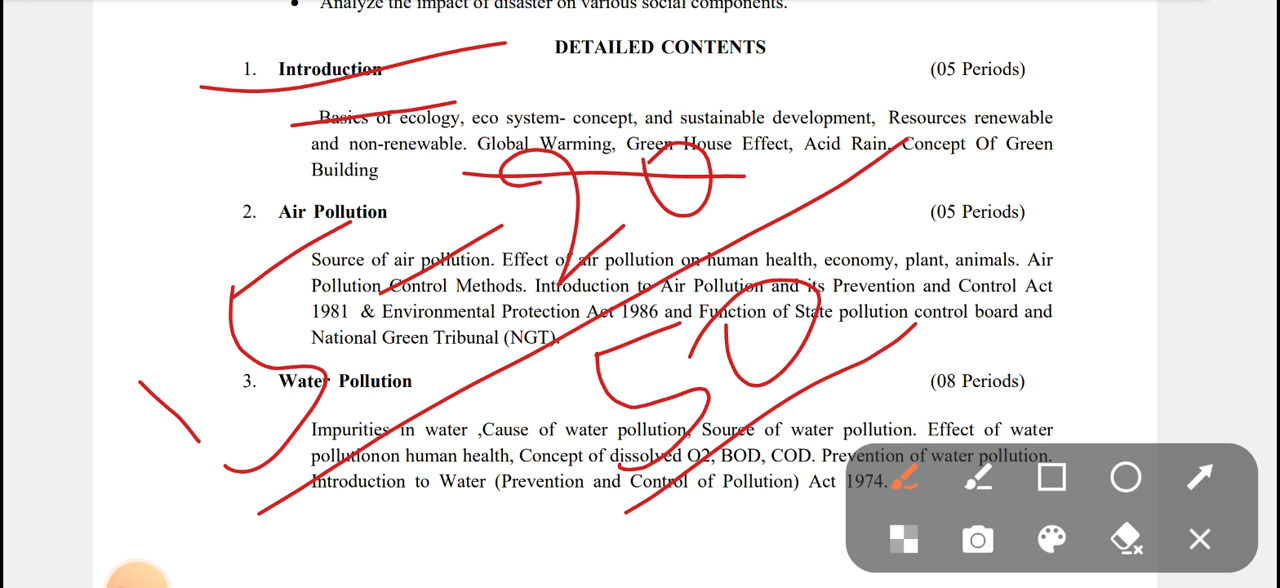 • Analyze the impact of disaster on various social components.
DETAILED CONTENTS
1. Introduction (05 Periods)
Basics of ecology, eco system- concept, and sustainable development, Resources renewable
and non-renewable. Global Warming, Green House Effect, Acid Rain, Concept Of Green
Building
2. Air Pollution (05 Periods)
Source of air pollution. Effect of air pollution on human health, economy, plant, animals. Air
Pollution Control Methods. Introduction to Air Pollution and its Prevention and Control Act
1981 & Environmental Protection Act 1986 and Function of State pollution control board and
National Green Tribunal (NGT).
3. Water Pollution (08 Periods)
Impurities in water ,Cause of water pollution, Source of water pollution. Effect of water
pollutionon human health, Concept of dissolved O2, BOD, COD. Prevention of water pollution.
Introduction to Water (Prevention and Control of Pollution) Act 1974.